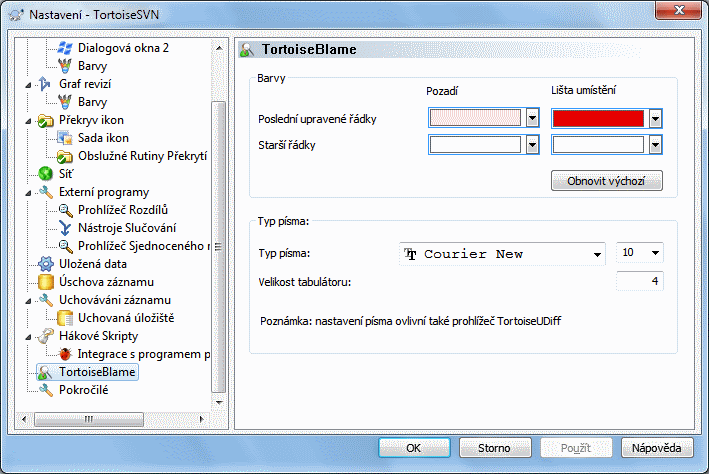 Nastavení - TortoiseSVN
Dialogová okna 2
Barvy
Graf revizí
Barvy
Překryv ikon
Sada ikon
Obslužné Rutiny Překrytí
Síť
Externí programy
Prohlížeč Rozdílů
Nástroje Slučování
Prohlížeč Sjednoceného
Uložená data
Úschova záznamu
Uchováváni záznamu
Uchovaná úložiště
Hákové Skripty
Integrace s programem p
TortoiseBlame
Pokročilé
TortoiseBlame
Barvy
Pozadí
Lišta umístění
Poslední upravené řádky
Starší řádky
Obnovit výchozí
Typ písma:
Typ písma:
Courier New
10
Velikost tabulátoru:
4
Poznámka: nastavení písma ovlivní také prohlížeč TortoiseUDiff
OK
Storno
Použít
Nápověda